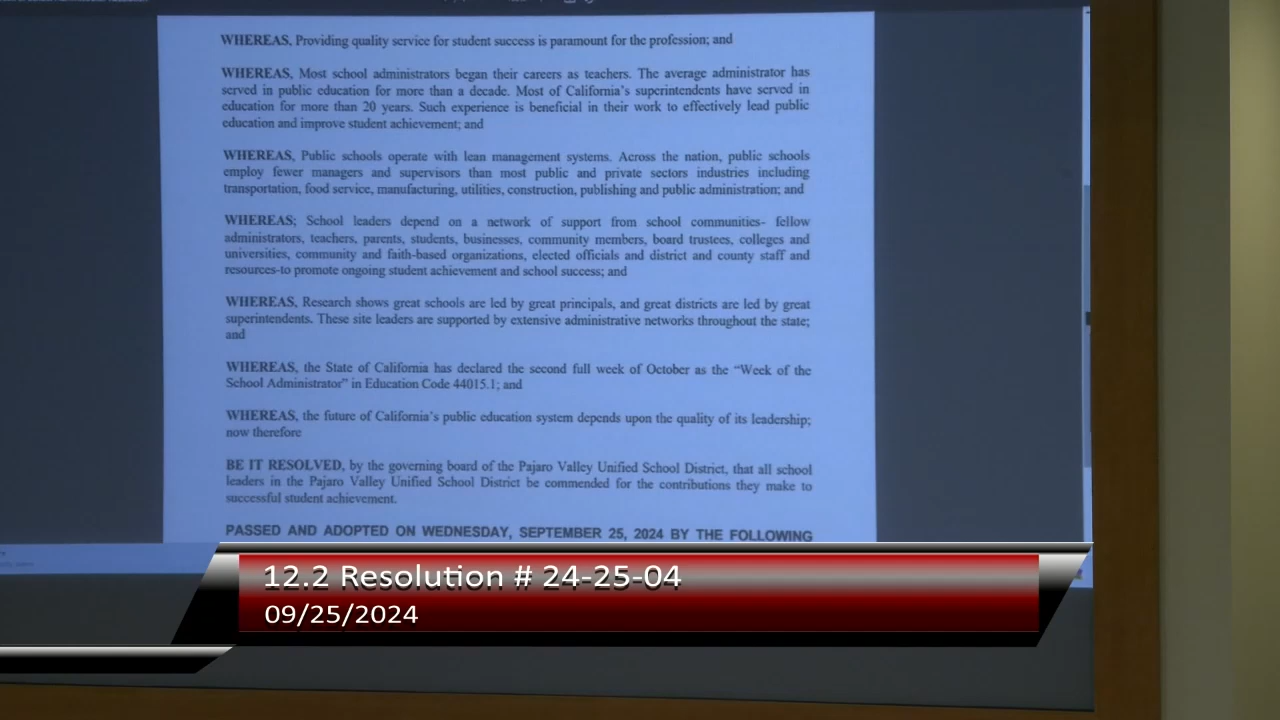 WHEREAS, Providing quality service for student success is paramount for the profession; and
WHEREAS, Most school administrators began their careers as teachers. The average administrator has
served in public education for more than a decade. Most of California's superintendents have served in
education for more than 20 years. Such experience is beneficial in their work to effectively lead public
education and improve student achievement; and
WHEREAS, Public schools operate with lean management systems. Across the nation, public schools
employ fewer managers and supervisors than most public and private sectors industries including
transportation, food service, manufacturing, utilities, construction, publishing and public administration; and
WHEREAS; School leaders depend on a network of support from school communities– fellow
administrators, teachers, parents, students, businesses, community members, board trustees, colleges and
universities, community and faith-based organizations, elected officials and district and county staff and
resources-to promote ongoing student achievement and school success; and
WHEREAS, Research shows great schools are led by great principals, and great districts are led by great
superintendents. These site leaders are supported by extensive administrative networks throughout the state;
and
WHEREAS, the State of California has declared the second full week of October as the “Week of the
School Administrator” in Education Code 44015.1; and
WHEREAS, the future of California's public education system depends upon the quality of its leadership;
now therefore
BE IT RESOLVED, by the governing board of the Pajaro Valley Unified School District, that all school
leaders in the Pajaro Valley Unified School District be commended for the contributions they make to
successful student achievement.
PASSED AND ADOPTED ON WEDNESDAY, SEPTEMBER 25, 2024 BY THE FOLLOWING
12.2 Resolution # 24-25-04
09/25/2024